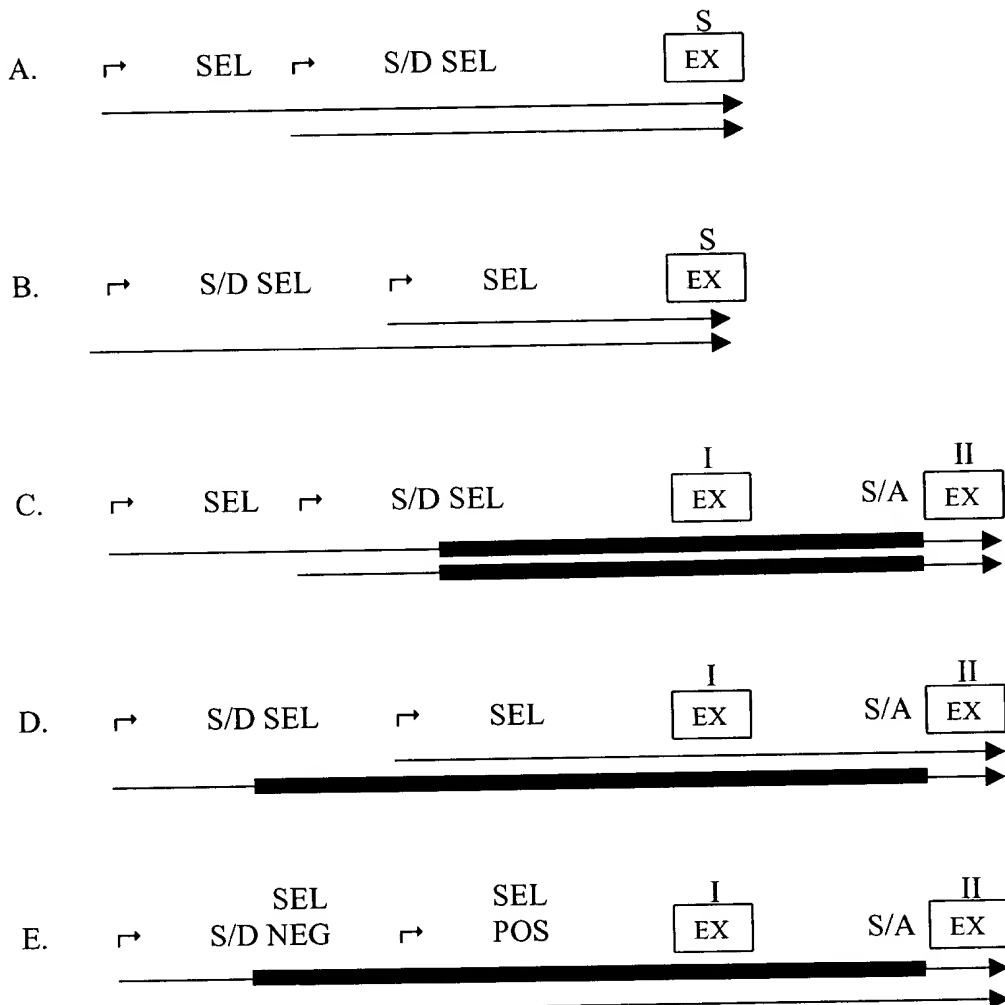 S
A. SEL S/D SEL EX
S
B. S/D SEL SEL EX
I II
C. SEL S/D SEL EX S/A EX
I II
D. S/D SEL SEL EX S/A EX
SEL SEL I II
E. S/D NEG POS EX S/A EX